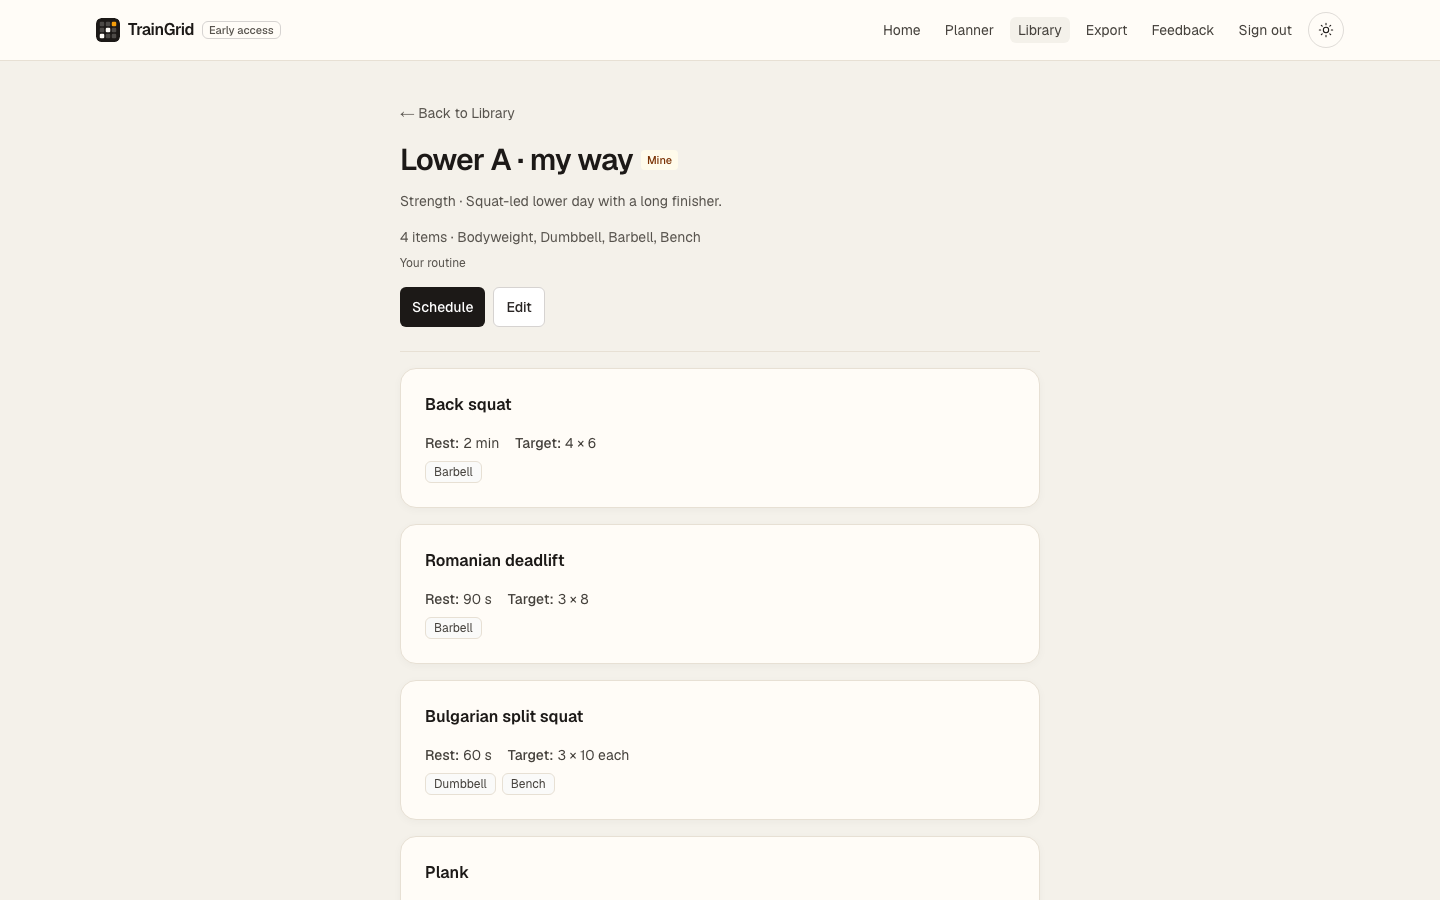 TrainGrid Early access Home Planner Library Export Feedback Sign out
← Back to Library
Lower A · my way Mine
Strength · Squat-led lower day with a long finisher.
4 items · Bodyweight, Dumbbell, Barbell, Bench
Your routine
Schedule Edit
Back squat
Rest: 2 min Target: 4 × 6
Barbell
Romanian deadlift
Rest: 90 s Target: 3 × 8
Barbell
Bulgarian split squat
Rest: 60 s Target: 3 × 10 each
Dumbbell Bench
Plank